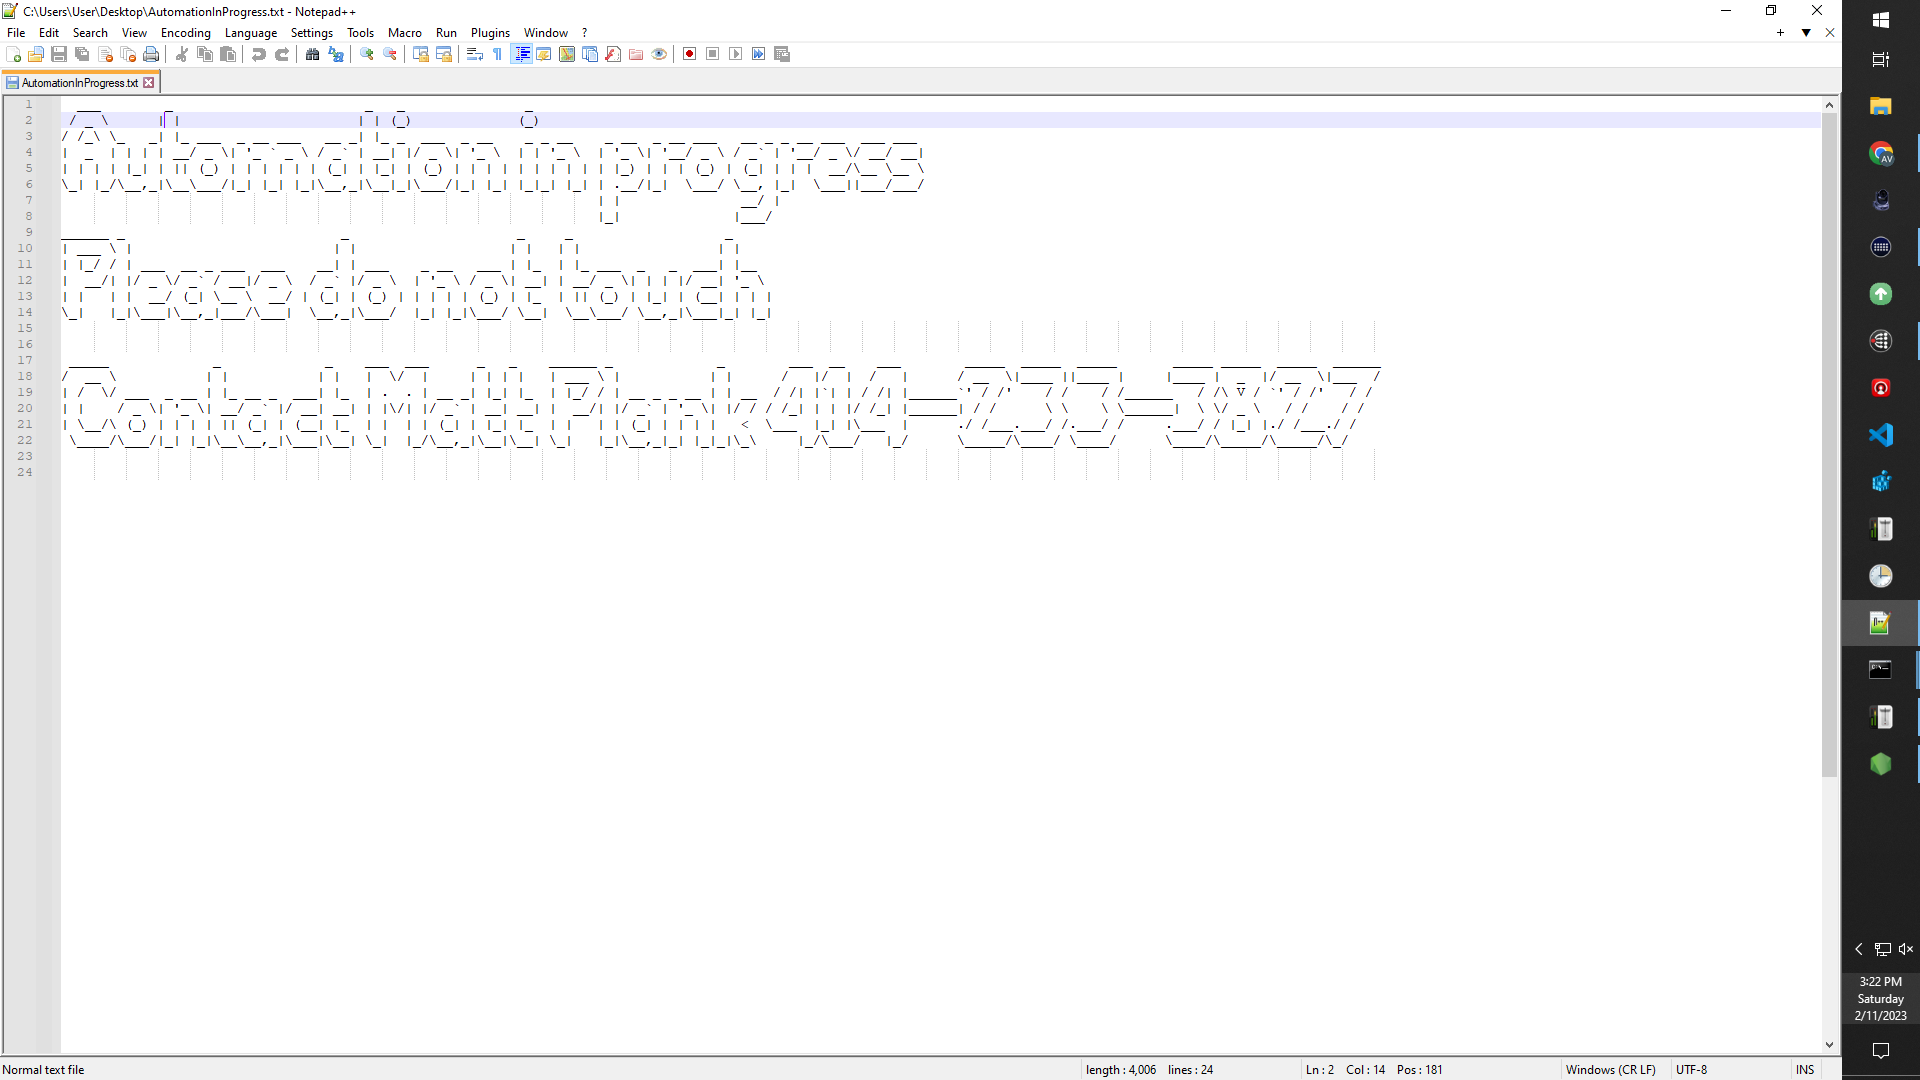 C:\Users\User\Desktop\AutomationInProgress.txt - Notepad++
File Edit Search View Encoding Language Settings Tools Macro Run Plugins Window ?
AutomationInProgress.txt
1
2
3
4
5
6
7
8
9
10
11
12
13
14
15
16
17
18
19
20
21
22
23
24
Automation in progress
Please do not touch
Contact Matt Plank 414-233-3827
AV
3:22 PM
Saturday
2/11/2023
Normal text file length : 4,006 lines : 24 Ln : 2 Col : 14 Pos : 181 Windows (CR LF) UTF-8 INS